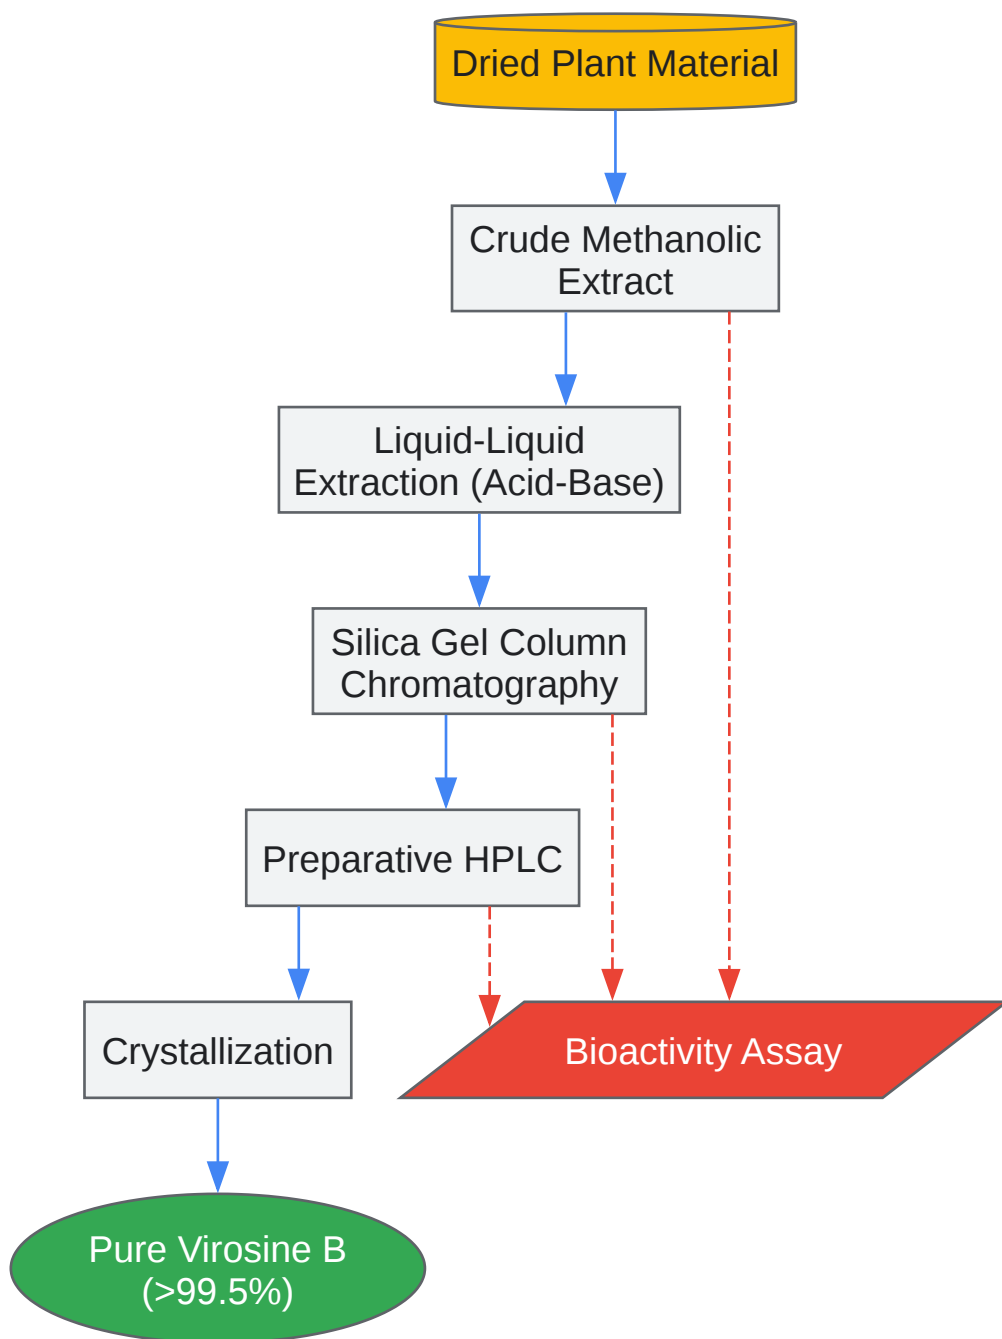 Dried Plant Material
Crude Methanolic
Extract
Liquid-Liquid
Extraction (Acid-Base)
Silica Gel Column
Chromatography
Preparative HPLC
Crystallization
Bioactivity Assay
Pure Virosine B
(>99.5%)